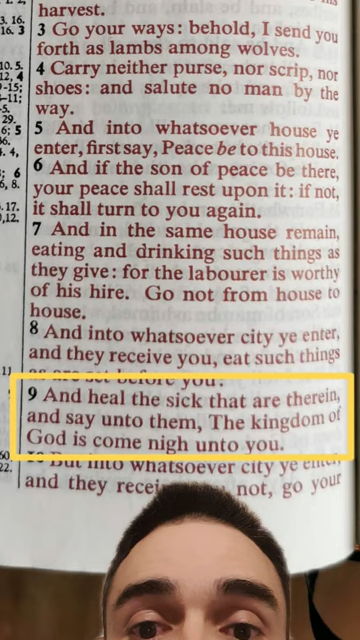 harvest.
3 Go your ways: behold, I send you
forth as lambs among wolves.
4 Carry neither purse, nor scrip, nor
shoes: and salute no man by the
way.
5 And into whatsoever house ye
enter, first say, Peace be to this house.
6 And if the son of peace be there,
your peace shall rest upon it: if not,
it shall turn to you again.
7 And in the same house remain,
eating and drinking such things as
they give: for the labourer is worthy
of his hire. Go not from house to
house.
8 And into whatsoever city ye enter,
and they receive you, eat such things
as are set before you:
9 And heal the sick that are therein,
and say unto them, The kingdom of
God is come nigh unto you.
10 But into whatsoever city ye enter,
and they recei not, go your